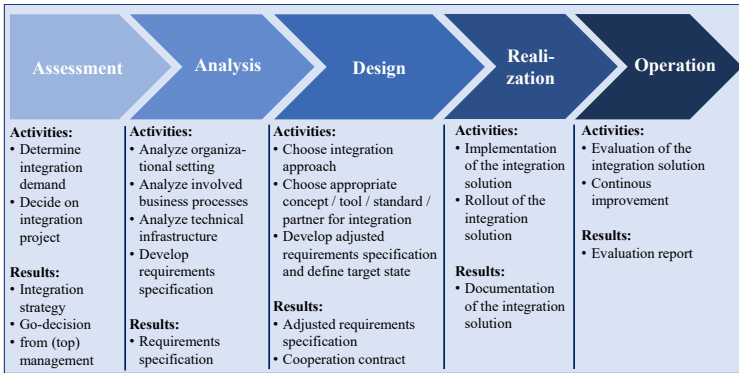 Assessment
Analysis
Design
Reali-
zation
Operation
Activities:
• Determine
integration
demand
• Decide on
integration
project
Results:
• Integration
strategy
• Go-decision
• from (top)
management
Activities:
• Analyze organiza-
tional setting
• Analyze involved
business processes
• Analyze technical
infrastructure
• Develop
requirements
specification
Results:
• Requirements
specification
Activities:
• Choose integration
approach
• Choose appropriate
concept / tool / standard /
partner for integration
• Develop adjusted
requirements specification
and define target state
Results:
• Adjusted requirements
specification
• Cooperation contract
Activities:
• Implementation
of the integration
solution
• Rollout of the
integration
solution
Results:
• Documentation
of the integration
solution
Activities:
• Evaluation of the
integration solution
• Continous
improvement
Results:
• Evaluation report